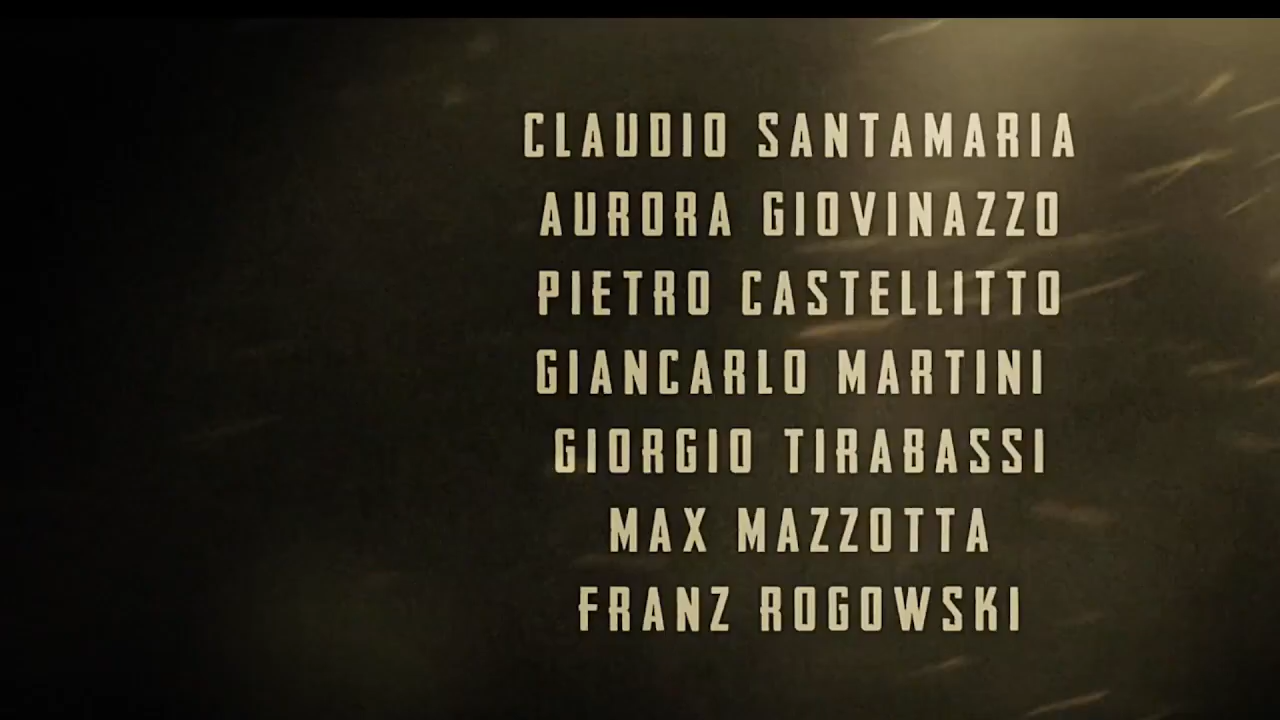 CLAUDIO SANTAMARIA
AURORA GIOVINAZZO
PIETRO CASTELLITTO
GIANCARLO MARTINI
GIORGIO TIRABASSI
MAX MAZZOTTA
FRANZ ROGOWSKI